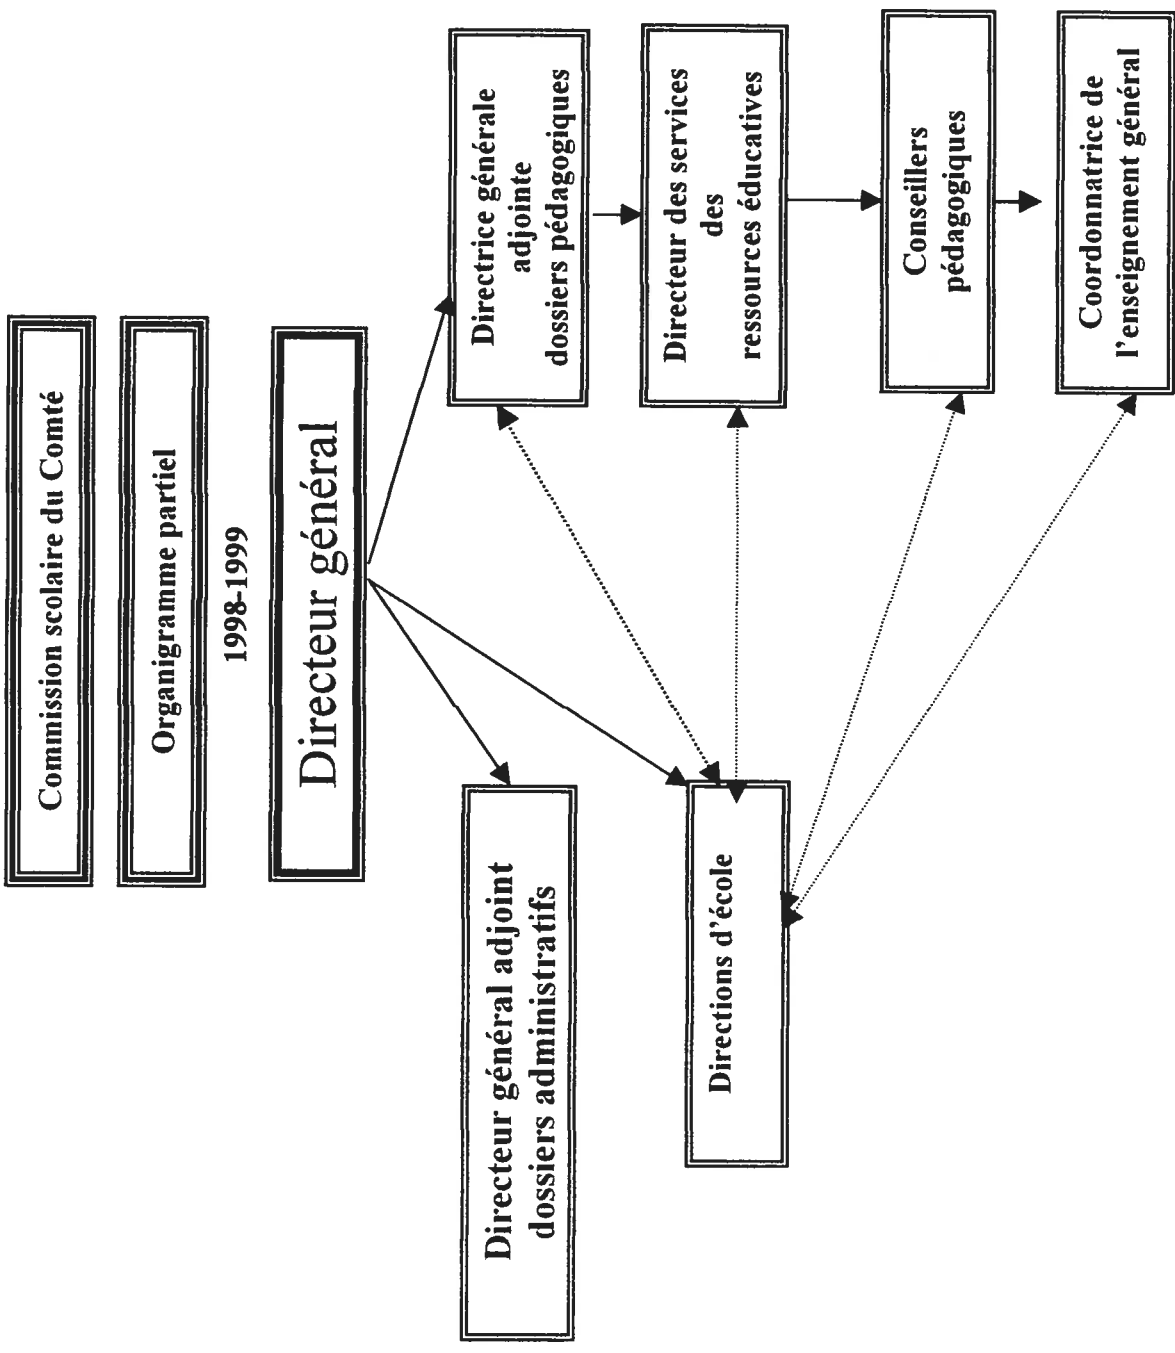 Commission scolaire du Comté
Organigramme partiel
1998-1999
Directeur général
Directeur général adjoint
dossiers administratifs
Directrice générale
adjointe
dossiers pédagogiques
Directions d'école
Directeur des services
des
ressources éducatives
Conseillers
pédagogiques
Coordonnatrice de
l'enseignement général